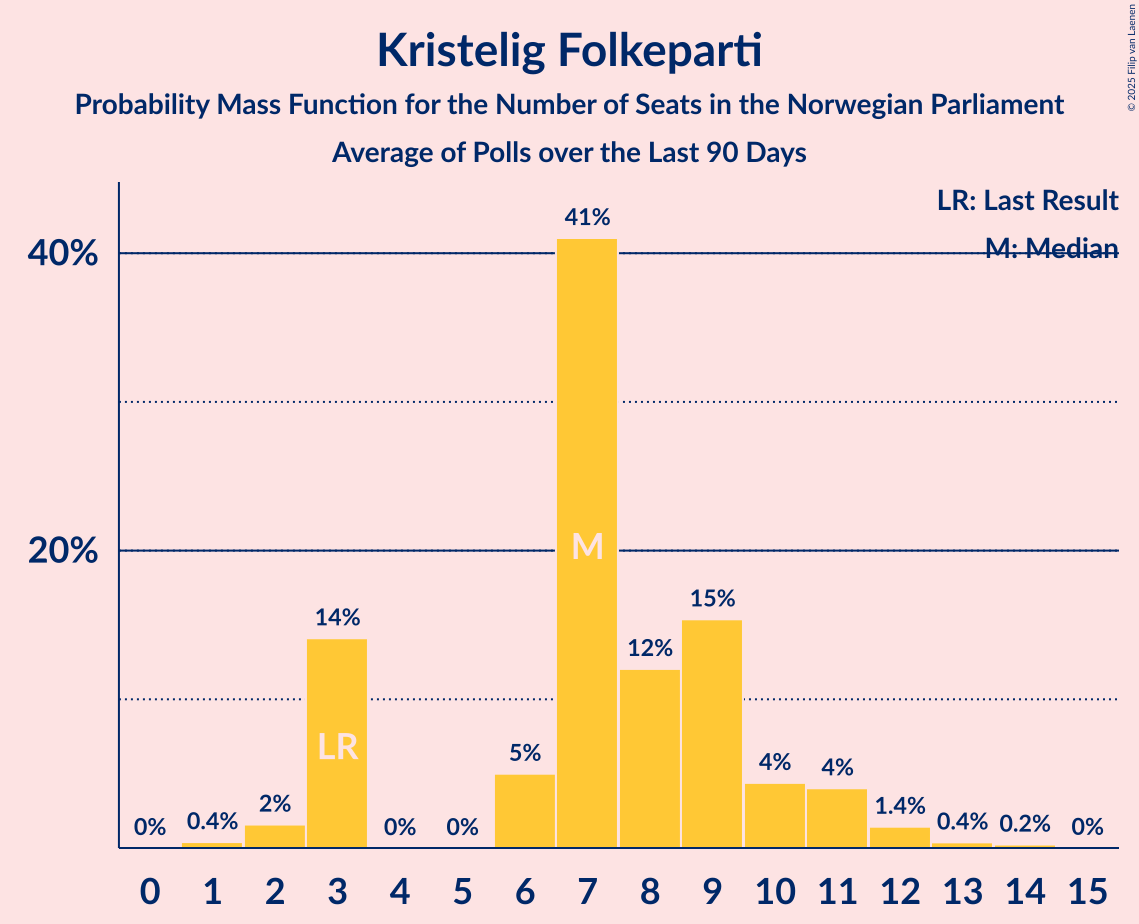 Kristelig Folkeparti
Probability Mass Function for the Number of Seats in the Norwegian Parliament
Average of Polls over the Last 90 Days
© 2025 Filip van Laenen
LR: Last Result
M: Median
40%
20%
0%
0.4%
2%
14%
0%
0%
5%
41%
12%
15%
4%
4%
1.4%
0.4%
0.2%
0%
LR
M
0 1 2 3 4 5 6 7 8 9 10 11 12 13 14 15